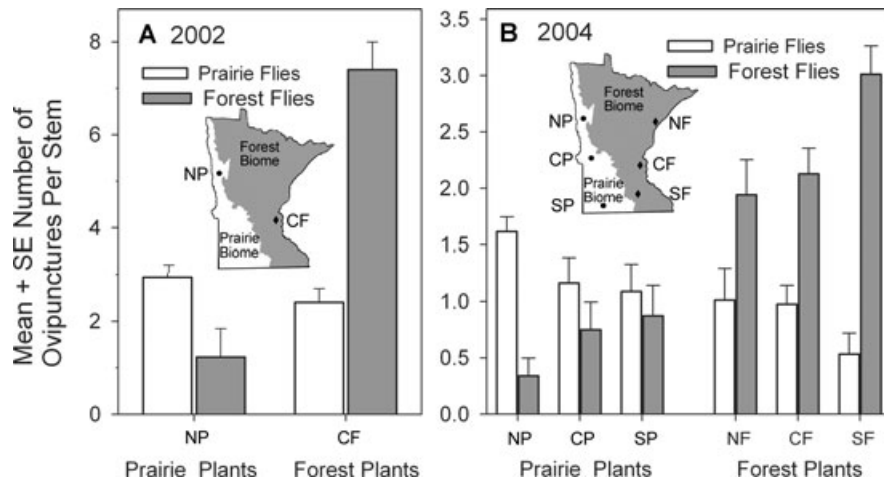 Mean + SE Number of
Ovipunctures Per Stem
A 2002
Prairie Flies
Forest Flies
Forest
Biome
NP
CF
Prairie
Biome
8
6
4
2
0
NP CF
Prairie Plants Forest Plants
B 2004
Prairie Flies
Forest Flies
Forest
Biome
NP
NF
CP
CF
Prairie
Biome
SF
SP
3.5
3.0
2.5
2.0
1.5
1.0
0.5
0.0
NP CP SP NF CF SF
Prairie Plants Forest Plants